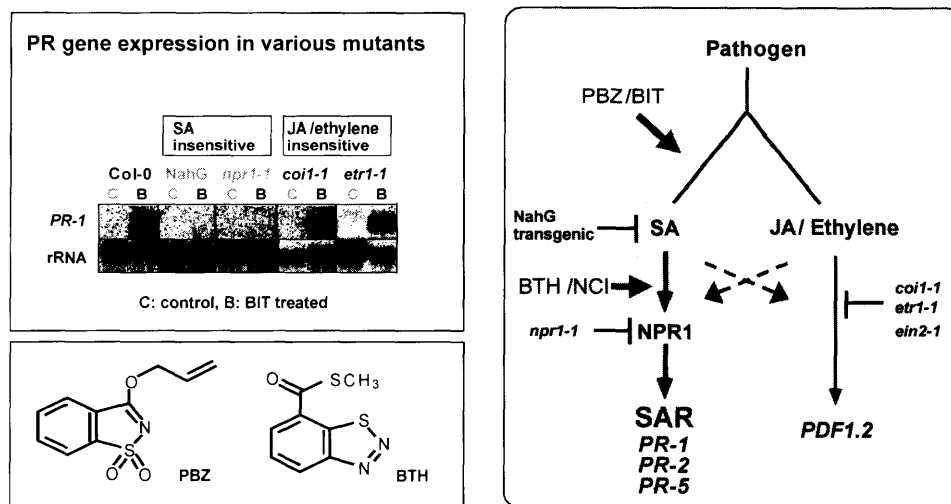 PR gene expression in various mutants
SA insensitive
JA/ethylene insensitive
Col-0 NahG npr1-1 coi1-1 etr1-1
C B C B C B C B C B
PR-1
rRNA
C: control, B: BIT treated
O
N
S
O O
PBZ
O
SCH3
S
N
N
BTH
Pathogen
PBZ/BIT
NahG
transgenic
SA
JA/ Ethylene
BTH /NCI
coi1-1
etr1-1
ein2-1
npr1-1
NPR1
SAR
PR-1
PR-2
PR-5
PDF1.2